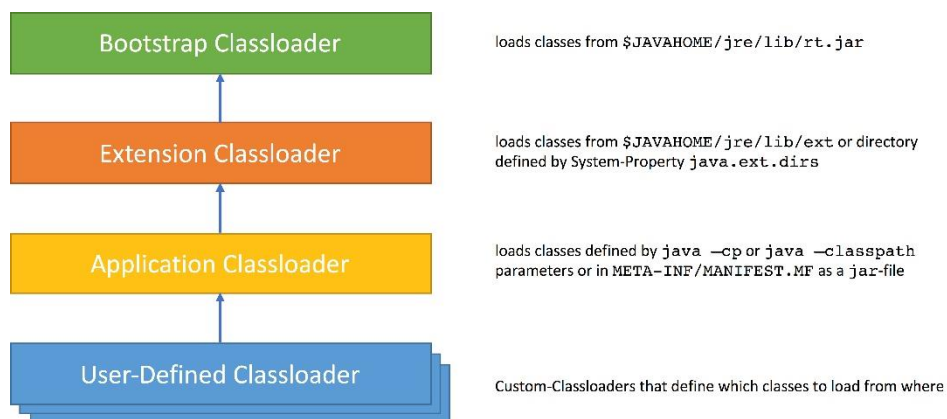 Bootstrap Classloader
loads classes from $JAVAHOME/jre/lib/rt.jar
Extension Classloader
loads classes from $JAVAHOME/jre/lib/ext or directory
defined by System-Property java.ext.dirs
Application Classloader
loads classes defined by java –cp or java –classpath
parameters or in META-INF/MANIFEST.MF as a jar-file
User-Defined Classloader
Custom-Classloaders that define which classes to load from where